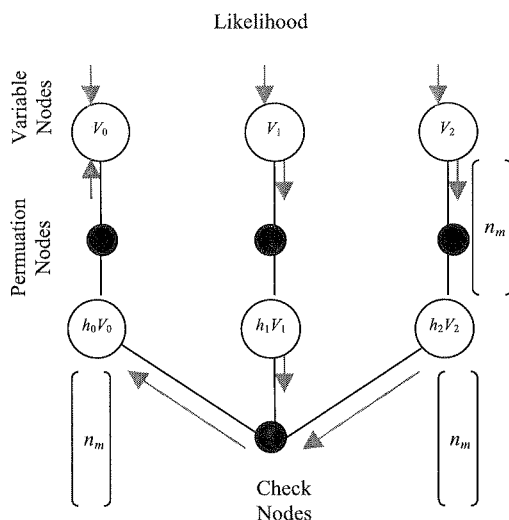 Likelihood
Variable
Nodes
V0
V1
V2
Permuation
Nodes
nm
h0V0
h1V1
h2V2
nm
nm
Check
Nodes